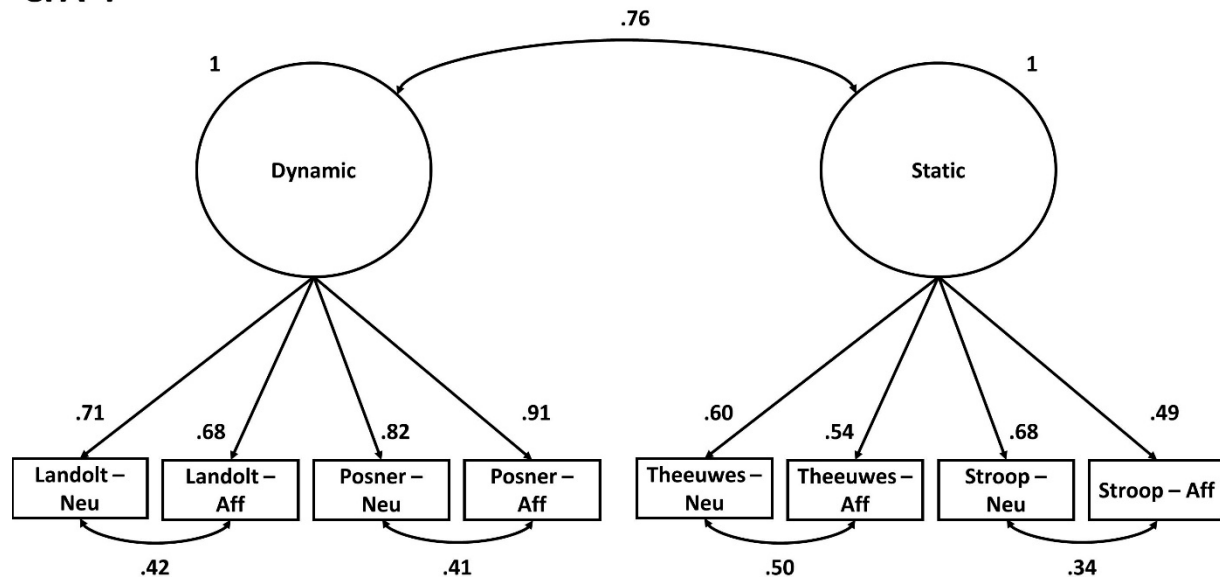 .76
1
1
Dynamic
Static
.71
.68
.82
.91
.60
.54
.68
.49
Landolt –
Neu
Landolt –
Aff
Posner –
Neu
Posner –
Aff
Theeuwes –
Neu
Theeuwes –
Aff
Stroop –
Neu
Stroop – Aff
.42
.41
.50
.34